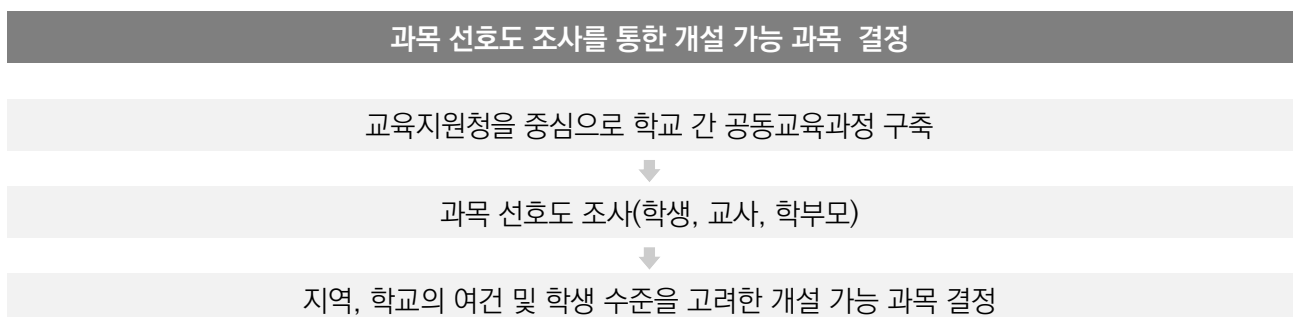 과목 선호도 조사를 통한 개설 가능 과목 결정
교육지원청을 중심으로 학교 간 공동교육과정 구축
과목 선호도 조사(학생, 교사, 학부모)
지역, 학교의 여건 및 학생 수준을 고려한 개설 가능 과목 결정